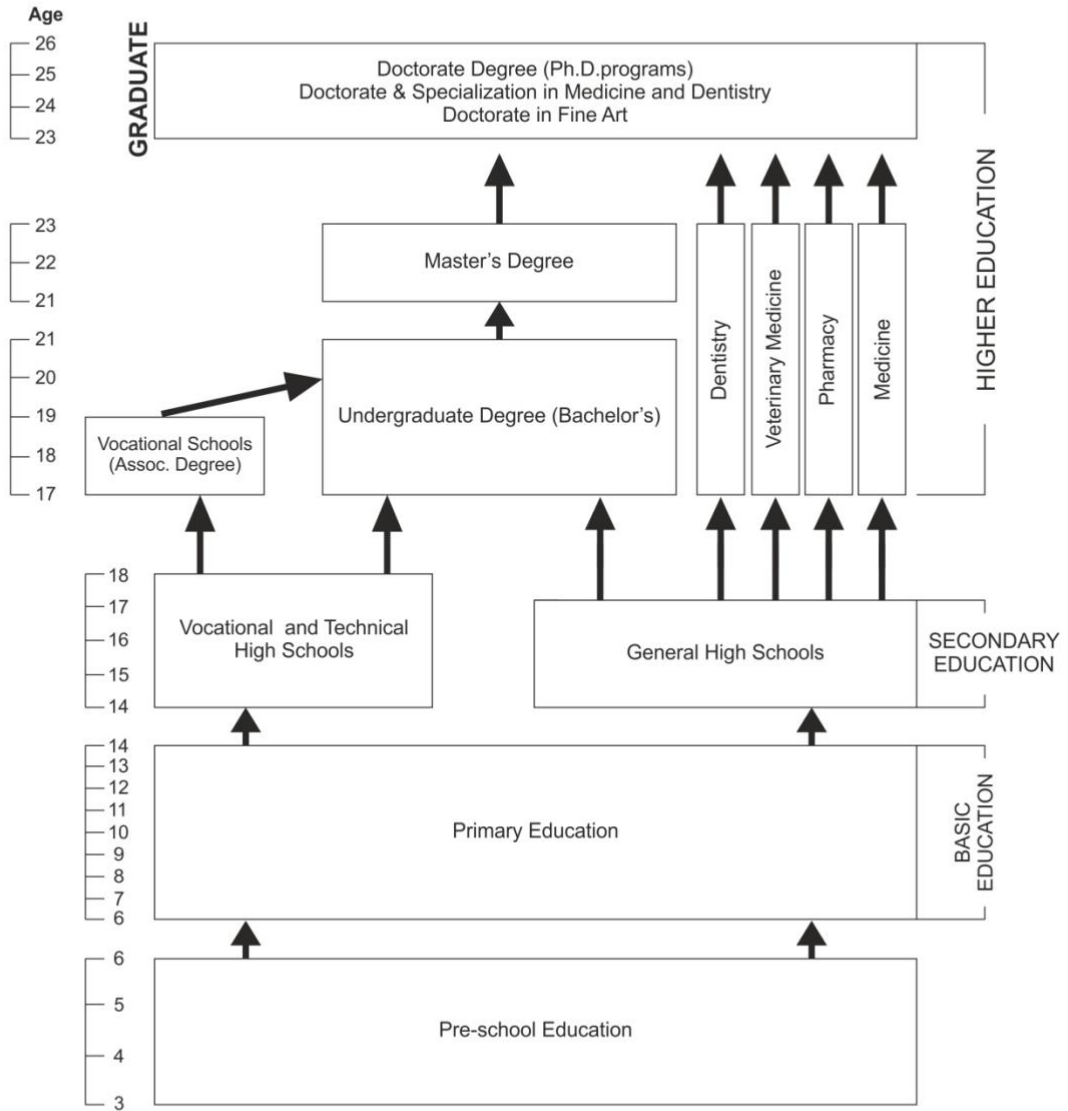 Age
26
25
24
23
GRADUATE
Doctorate Degree (Ph.D.programs)
Doctorate & Specialization in Medicine and Dentistry
Doctorate in Fine Art
HIGHER EDUCATION
23
22
21
Master's Degree
21
20
19
18
17
Vocational Schools
(Assoc. Degree)
Undergraduate Degree (Bachelor's)
Dentistry
Veterinary Medicine
Pharmacy
Medicine
18
17
16
15
14
Vocational and Technical
High Schools
General High Schools
SECONDARY
EDUCATION
14
13
12
11
10
9
8
7
6
Primary Education
BASIC
EDUCATION
6
5
4
3
Pre-school Education